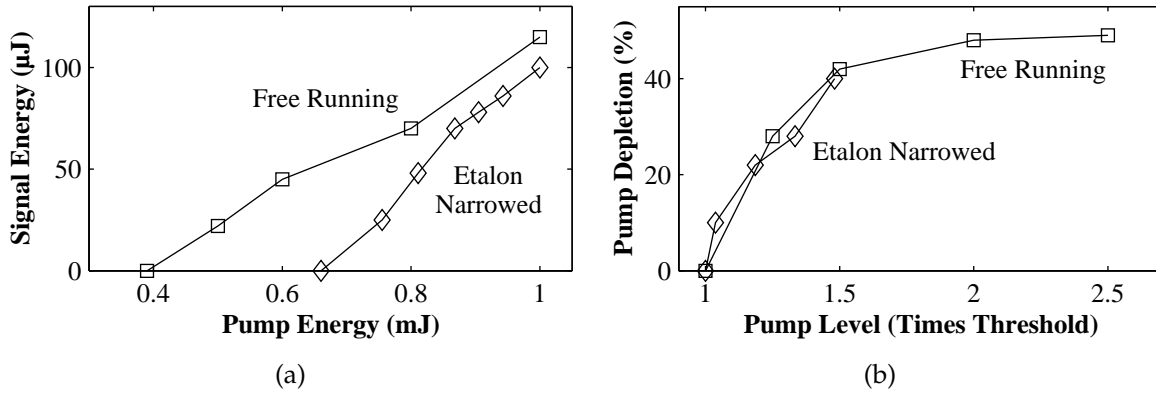 Signal Energy (µJ)
100
50
0
Free Running
Etalon
Narrowed
0.4
0.6
0.8
1
Pump Energy (mJ)
(a)
Pump Depletion (%)
40
20
0
Free Running
Etalon Narrowed
1
1.5
2
2.5
Pump Level (Times Threshold)
(b)